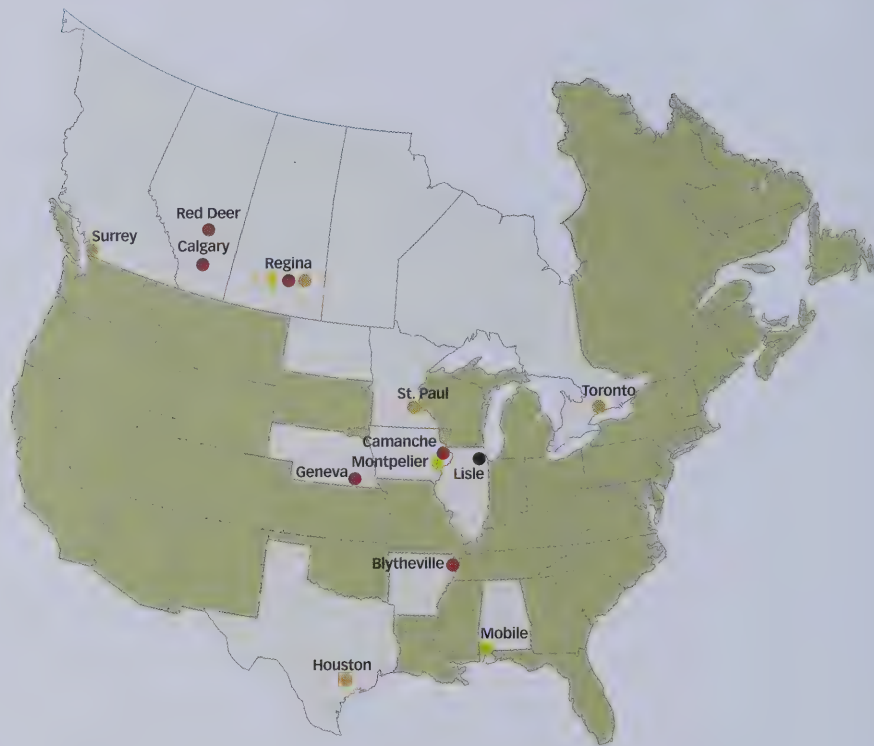 Red Deer
Surrey
Calgary
Regina
St. Paul
Toronto
Camanche
Montpelier
Lisle
Geneva
Blytheville
Mobile
Houston